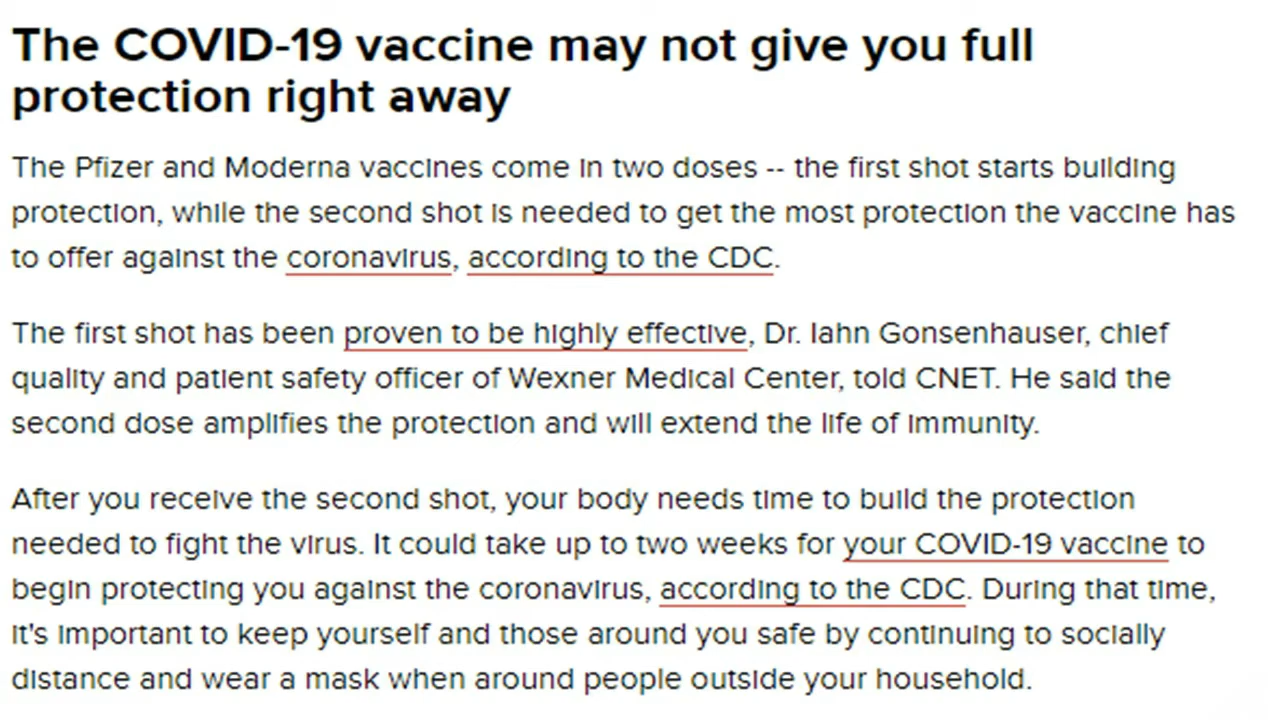 The COVID-19 vaccine may not give you full
protection right away
The Pfizer and Moderna vaccines come in two doses -- the first shot starts building
protection, while the second shot is needed to get the most protection the vaccine has
to offer against the coronavirus, according to the CDC.
The first shot has been proven to be highly effective, Dr. Iahn Gonsenhauser, chief
quality and patient safety officer of Wexner Medical Center, told CNET. He said the
second dose amplifies the protection and will extend the life of immunity.
After you receive the second shot, your body needs time to build the protection
needed to fight the virus. It could take up to two weeks for your COVID-19 vaccine to
begin protecting you against the coronavirus, according to the CDC. During that time,
it's important to keep yourself and those around you safe by continuing to socially
distance and wear a mask when around people outside your household.